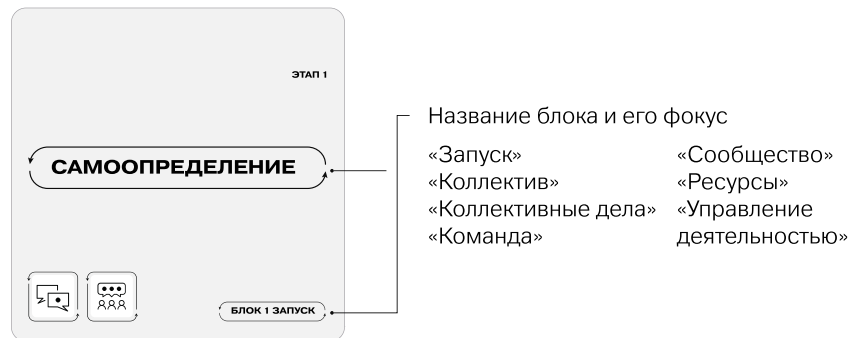 ЭТАП 1
САМООПРЕДЕЛЕНИЕ
БЛОК 1 ЗАПУСК
Название блока и его фокус
«Запуск»
«Коллектив»
«Коллективные дела»
«Команда»
«Сообщество»
«Ресурсы»
«Управление
деятельностью»